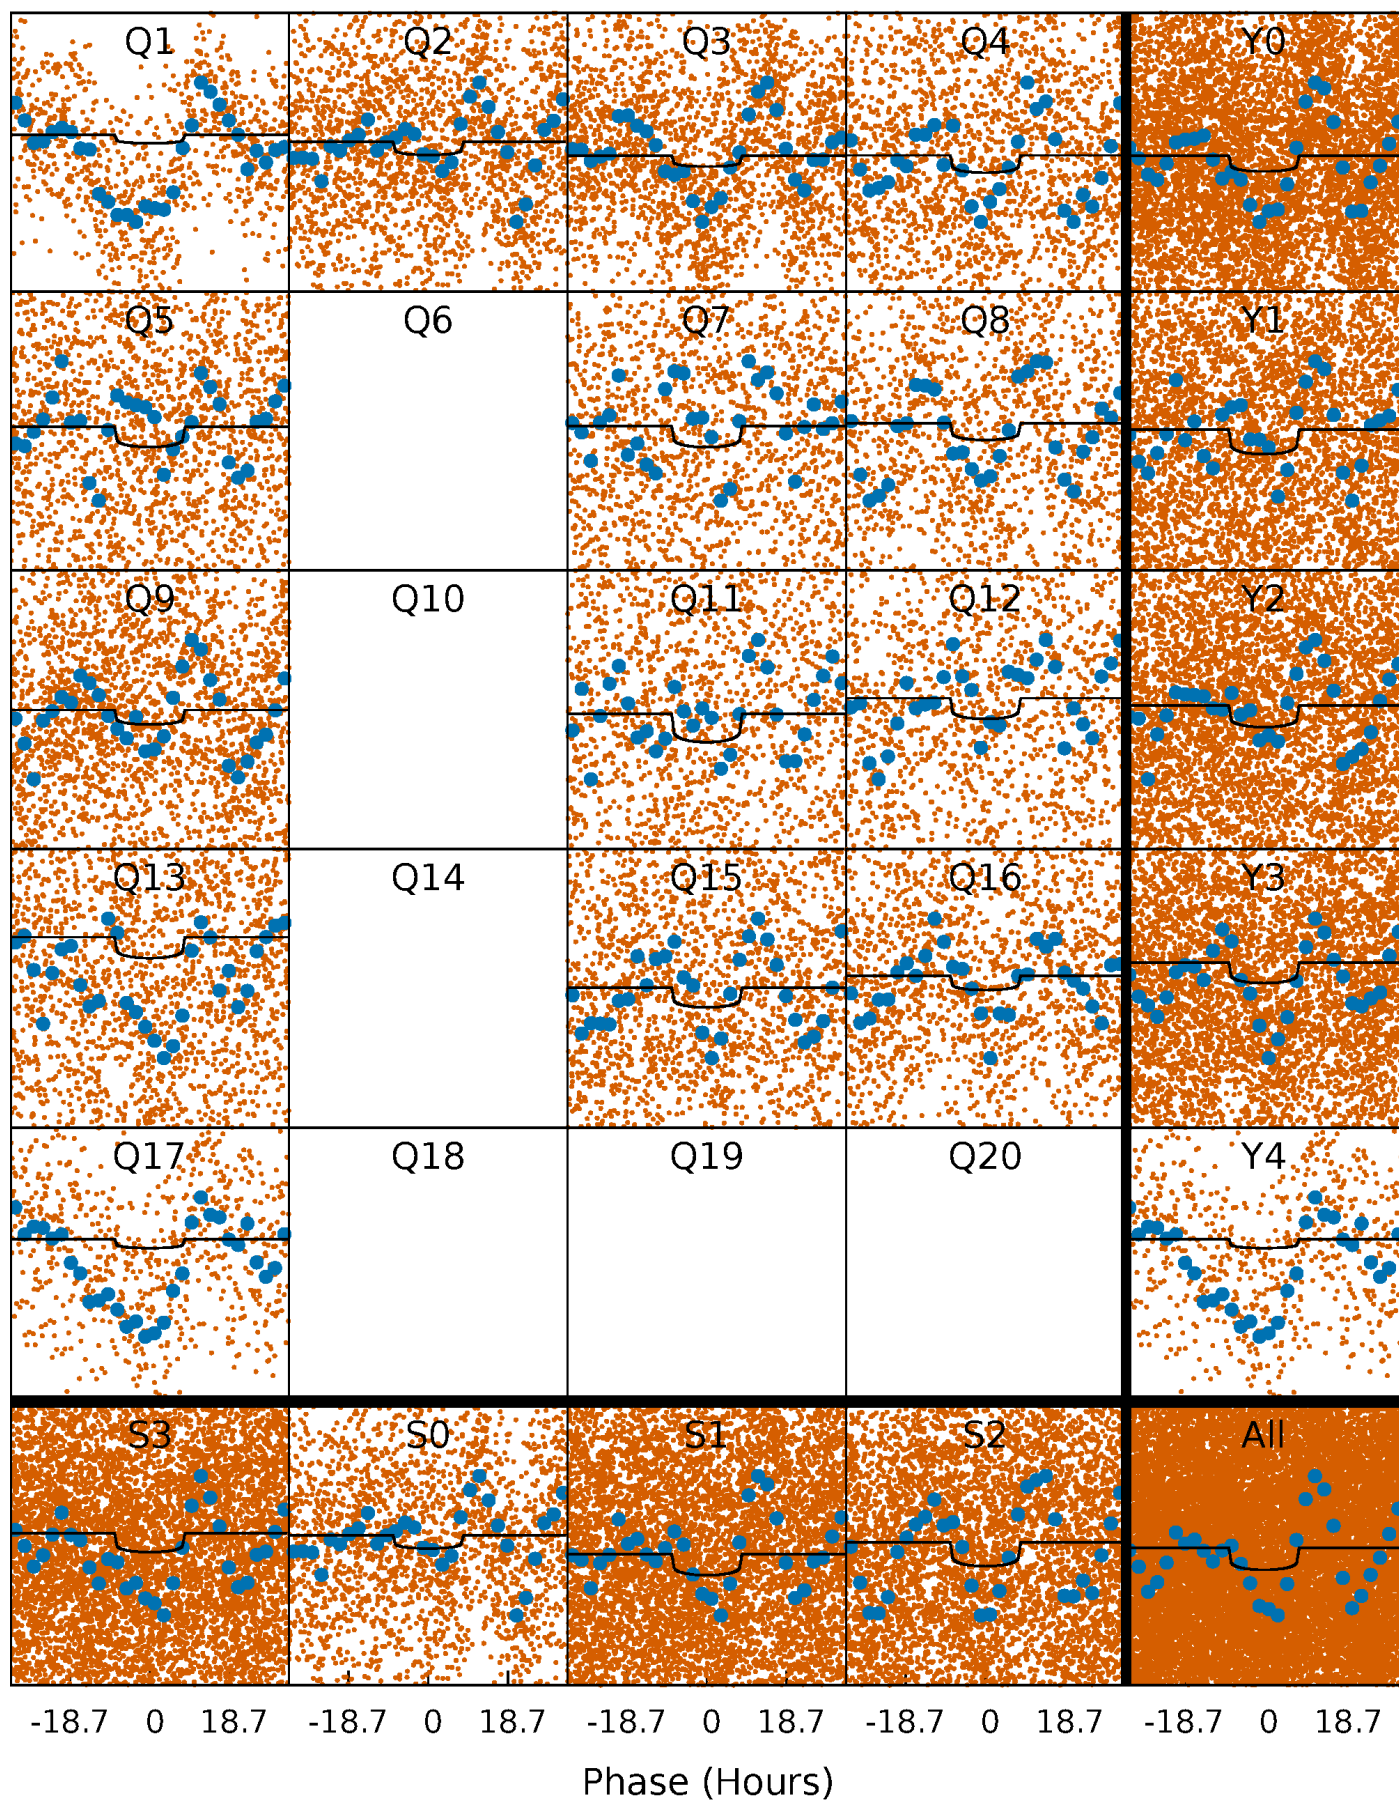 Q1 Q2 Q3 Q4 Y0
Q5 Q6 Q7 Q8 Y1
Q9 Q10 Q11 Q12 Y2
Q13 Q14 Q15 Q16 Y3
Q17 Q18 Q19 Q20 Y4
S3 S0 S1 S2 All
-18.7 0 18.7 -18.7 0 18.7 -18.7 0 18.7 -18.7 0 18.7 -18.7 0 18.7
Phase (Hours)